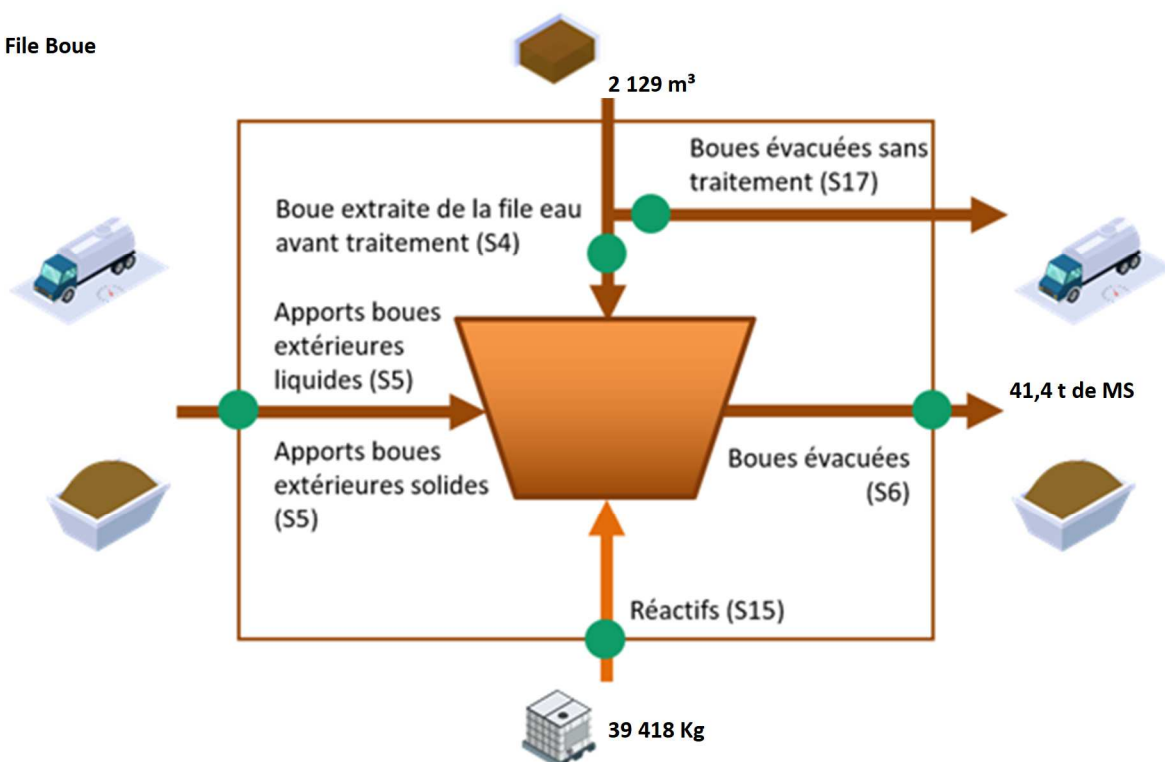 File Boue
2 129 m³
Boues évacuées sans
traitement (S17)
Boue extraite de la file eau
avant traitement (S4)
Apports boues
extérieures
liquides (S5)
41,4 t de MS
Apports boues
extérieures solides
(S5)
Boues évacuées
(S6)
Réactifs (S15)
39 418 Kg